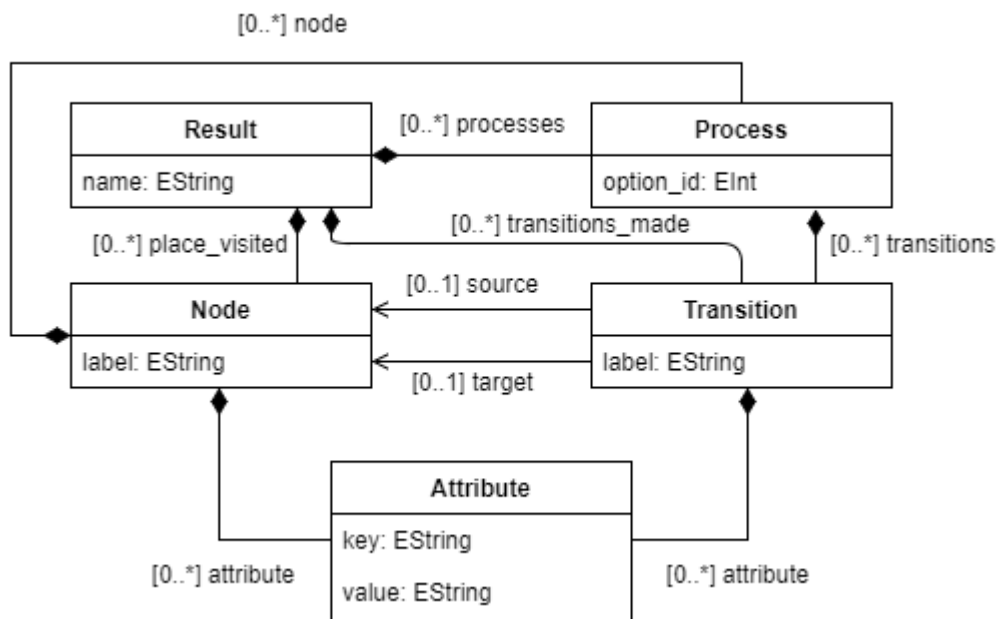 [0..*] node
Result
name: EString
[0..*] processes
Process
option_id: EInt
[0..*] place_visited
[0..*] transitions_made
[0..*] transitions
Node
label: EString
[0..1] source
[0..1] target
Transition
label: EString
Attribute
key: EString
value: EString
[0..*] attribute
[0..*] attribute